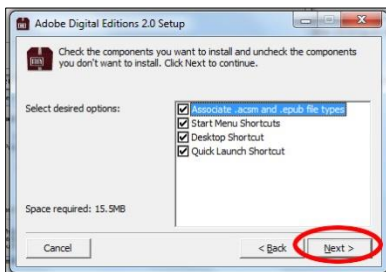 Adobe Digital Editions 2.0 Setup
Check the components you want to install and uncheck the components
you don't want to install. Click Next to continue.
Select desired options:
Associate .acsm and .epub file types
Start Menu Shortcuts
Desktop Shortcut
Quick Launch Shortcut
Space required: 15.5MB
Cancel
< Back
Next >